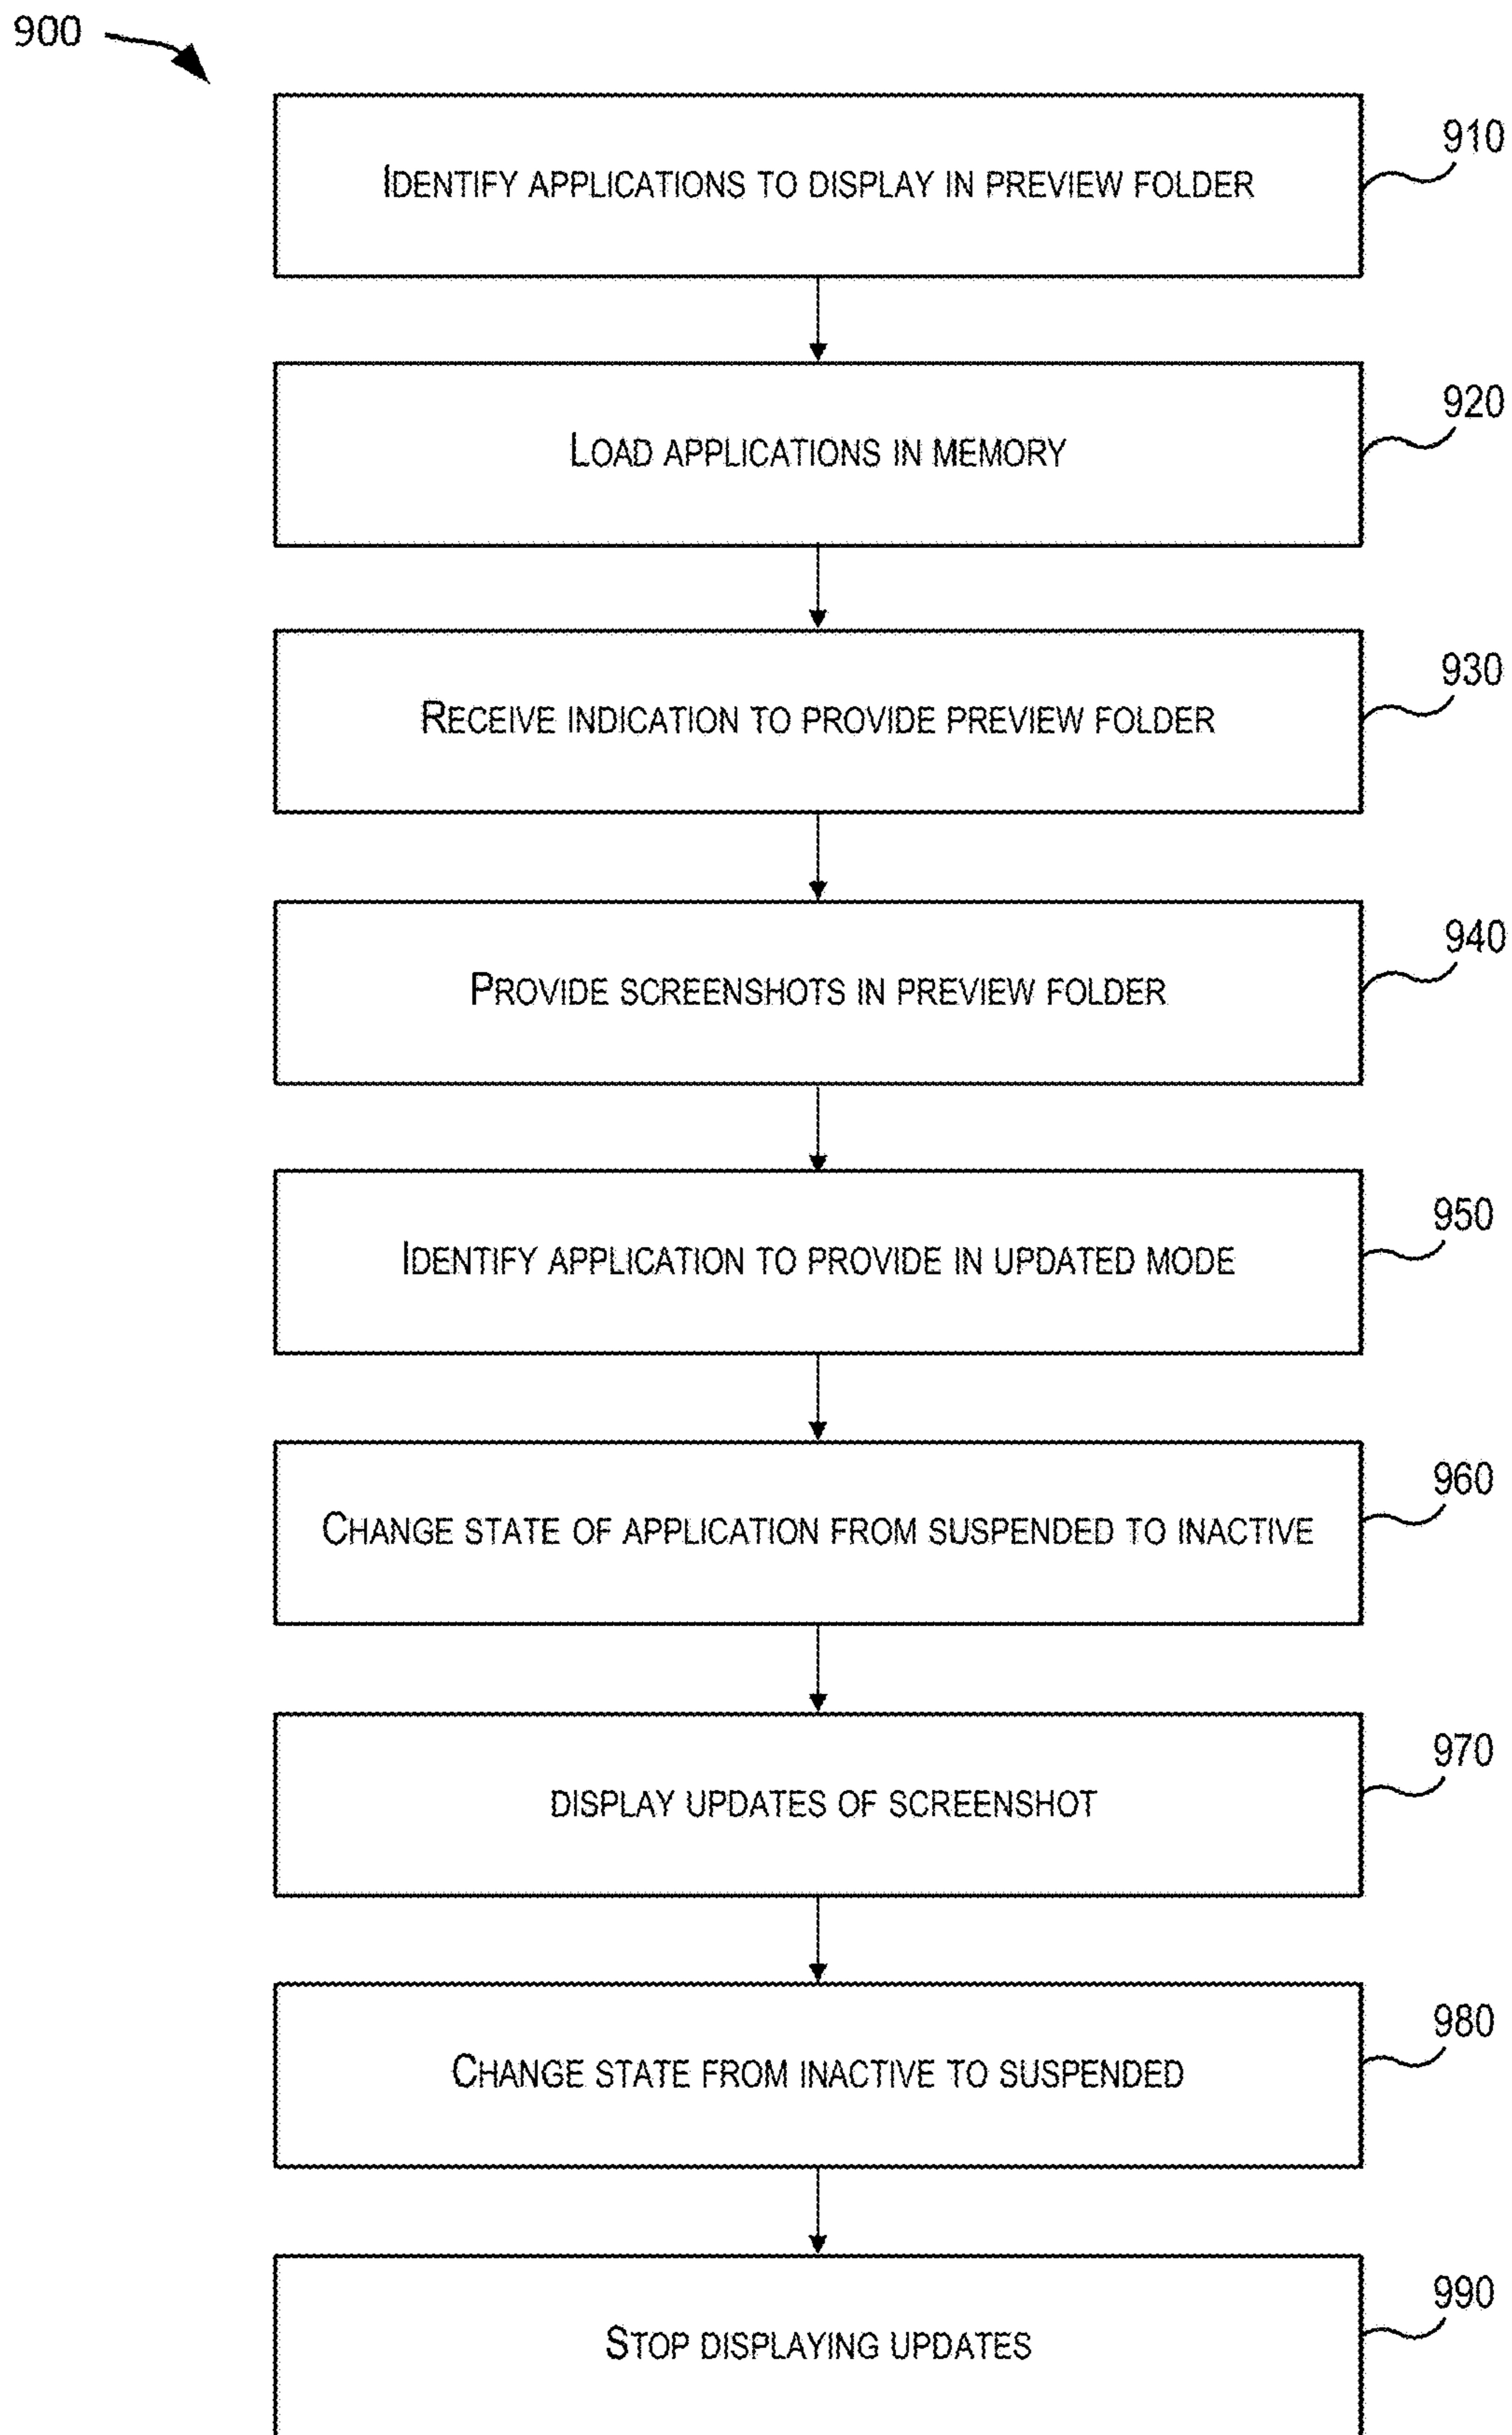 900
910
IDENTIFY APPLICATIONS TO DISPLAY IN PREVIEW FOLDER
920
LOAD APPLICATIONS IN MEMORY
930
RECEIVE INDICATION TO PROVIDE PREVIEW FOLDER
940
PROVIDE SCREENSHOTS IN PREVIEW FOLDER
950
IDENTIFY APPLICATION TO PROVIDE IN UPDATED MODE
960
CHANGE STATE OF APPLICATION FROM SUSPENDED TO INACTIVE
970
DISPLAY UPDATES OF SCREENSHOT
980
CHANGE STATE FROM INACTIVE TO SUSPENDED
990
STOP DISPLAYING UPDATES